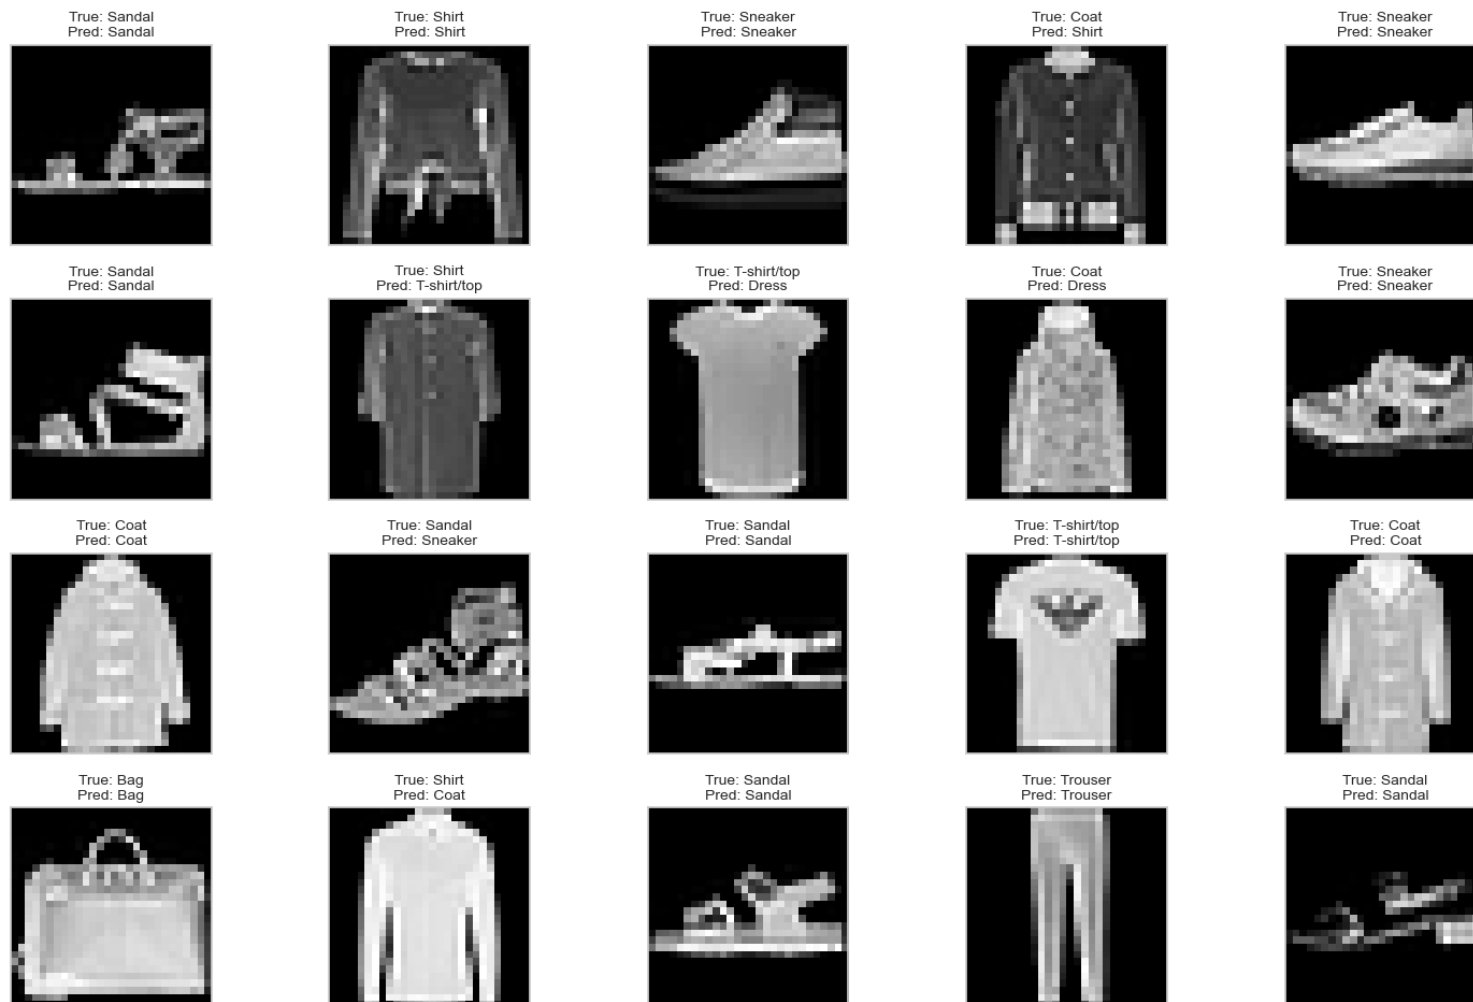 True: Sandal
Pred: Sandal
True: Shirt
Pred: Shirt
True: Sneaker
Pred: Sneaker
True: Coat
Pred: Shirt
True: Sneaker
Pred: Sneaker
True: Sandal
Pred: Sandal
True: Shirt
Pred: T-shirt/top
True: T-shirt/top
Pred: Dress
True: Coat
Pred: Dress
True: Sneaker
Pred: Sneaker
True: Coat
Pred: Coat
True: Sandal
Pred: Sneaker
True: Sandal
Pred: Sandal
True: T-shirt/top
Pred: T-shirt/top
True: Coat
Pred: Coat
True: Bag
Pred: Bag
True: Shirt
Pred: Coat
True: Sandal
Pred: Sandal
True: Trouser
Pred: Trouser
True: Sandal
Pred: Sandal